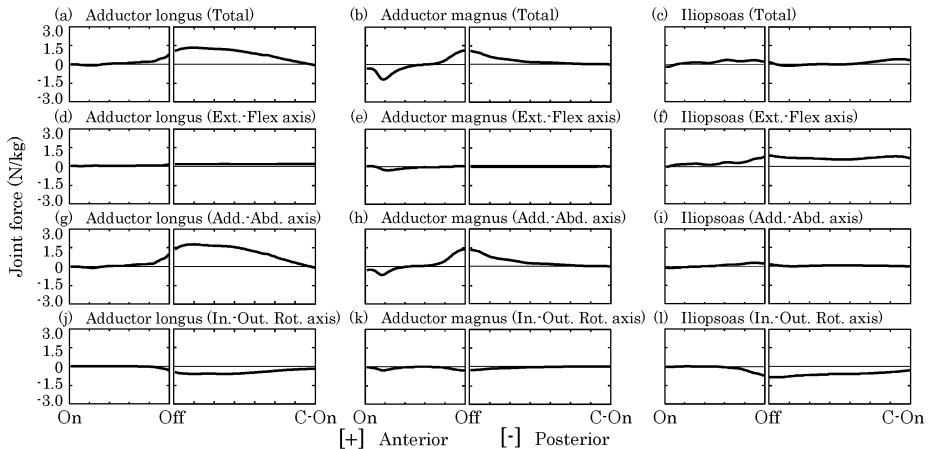 (a) Adductor longus (Total)
(b) Adductor magnus (Total)
(c) Iliopsoas (Total)
3.0
1.5
0
-1.5
-3.0
(d) Adductor longus (Ext.-Flex axis)
(e) Adductor magnus (Ext.-Flex axis)
(f) Iliopsoas (Ext.-Flex axis)
3.0
1.5
0
-1.5
-3.0
Joint force (N/kg)
(g) Adductor longus (Add.-Abd. axis)
(h) Adductor magnus (Add.-Abd. axis)
(i) Iliopsoas (Add.-Abd. axis)
3.0
1.5
0
-1.5
-3.0
(j) Adductor longus (In.-Out. Rot. axis)
(k) Adductor magnus (In.-Out. Rot. axis)
(l) Iliopsoas (In.-Out. Rot. axis)
3.0
1.5
0
-1.5
-3.0
On Off C-On
On Off C-On
On Off C-On
[+] Anterior [-] Posterior